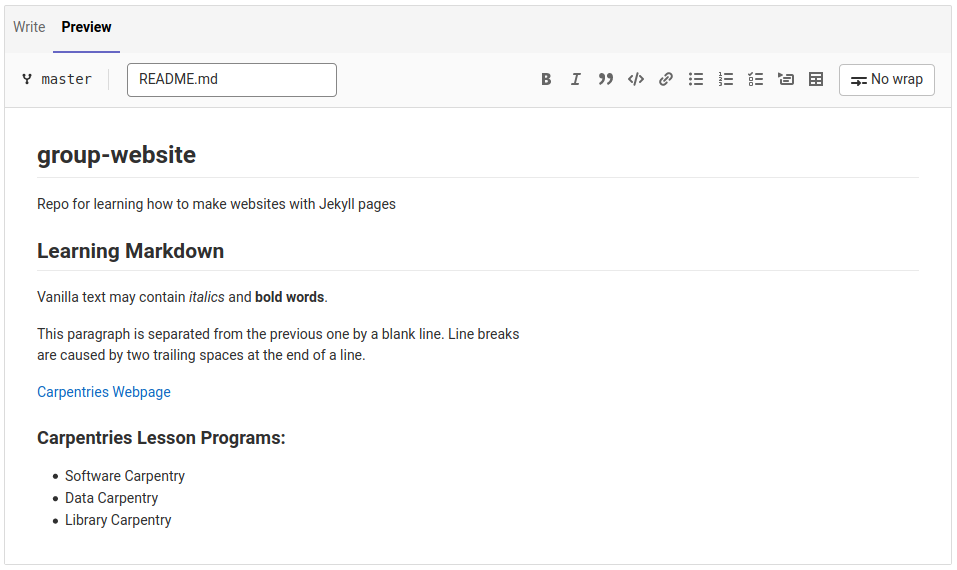 Write Preview
master README.md No wrap
group-website
Repo for learning how to make websites with Jekyll pages
Learning Markdown
Vanilla text may contain italics and bold words.
This paragraph is separated from the previous one by a blank line. Line breaks
are caused by two trailing spaces at the end of a line.
Carpentries Webpage
Carpentries Lesson Programs:
• Software Carpentry
• Data Carpentry
• Library Carpentry